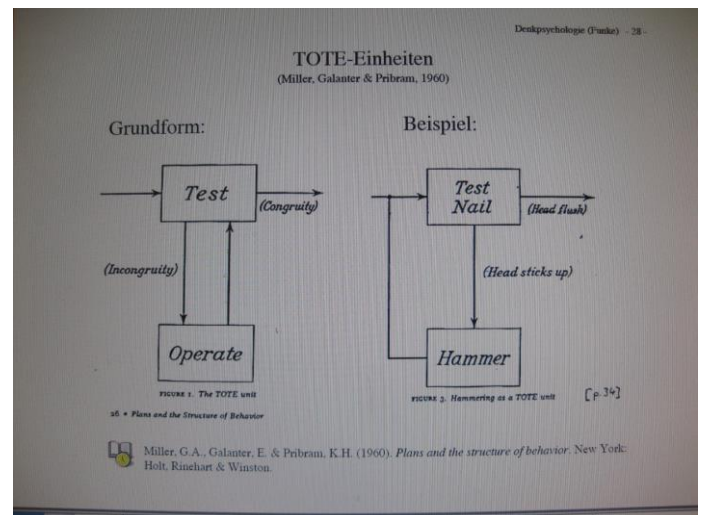 Denkpsychologie (Funke) - 28 -
TOTE-Einheiten
(Miller, Galanter & Pribram, 1960)
Grundform:
Beispiel:
Test
(Congruity)
(Incongruity)
Operate
FIGURE 1. The TOTE unit
26 • Plans and the Structure of Behavior
Test
Nail
(Head flush)
(Head sticks up)
Hammer
FIGURE 3. Hammering as a TOTE unit
[p.34]
Miller, G.A., Galanter, E. & Pribram, K.H. (1960). Plans and the structure of behavior. New York:
Holt, Rinehart & Winston.